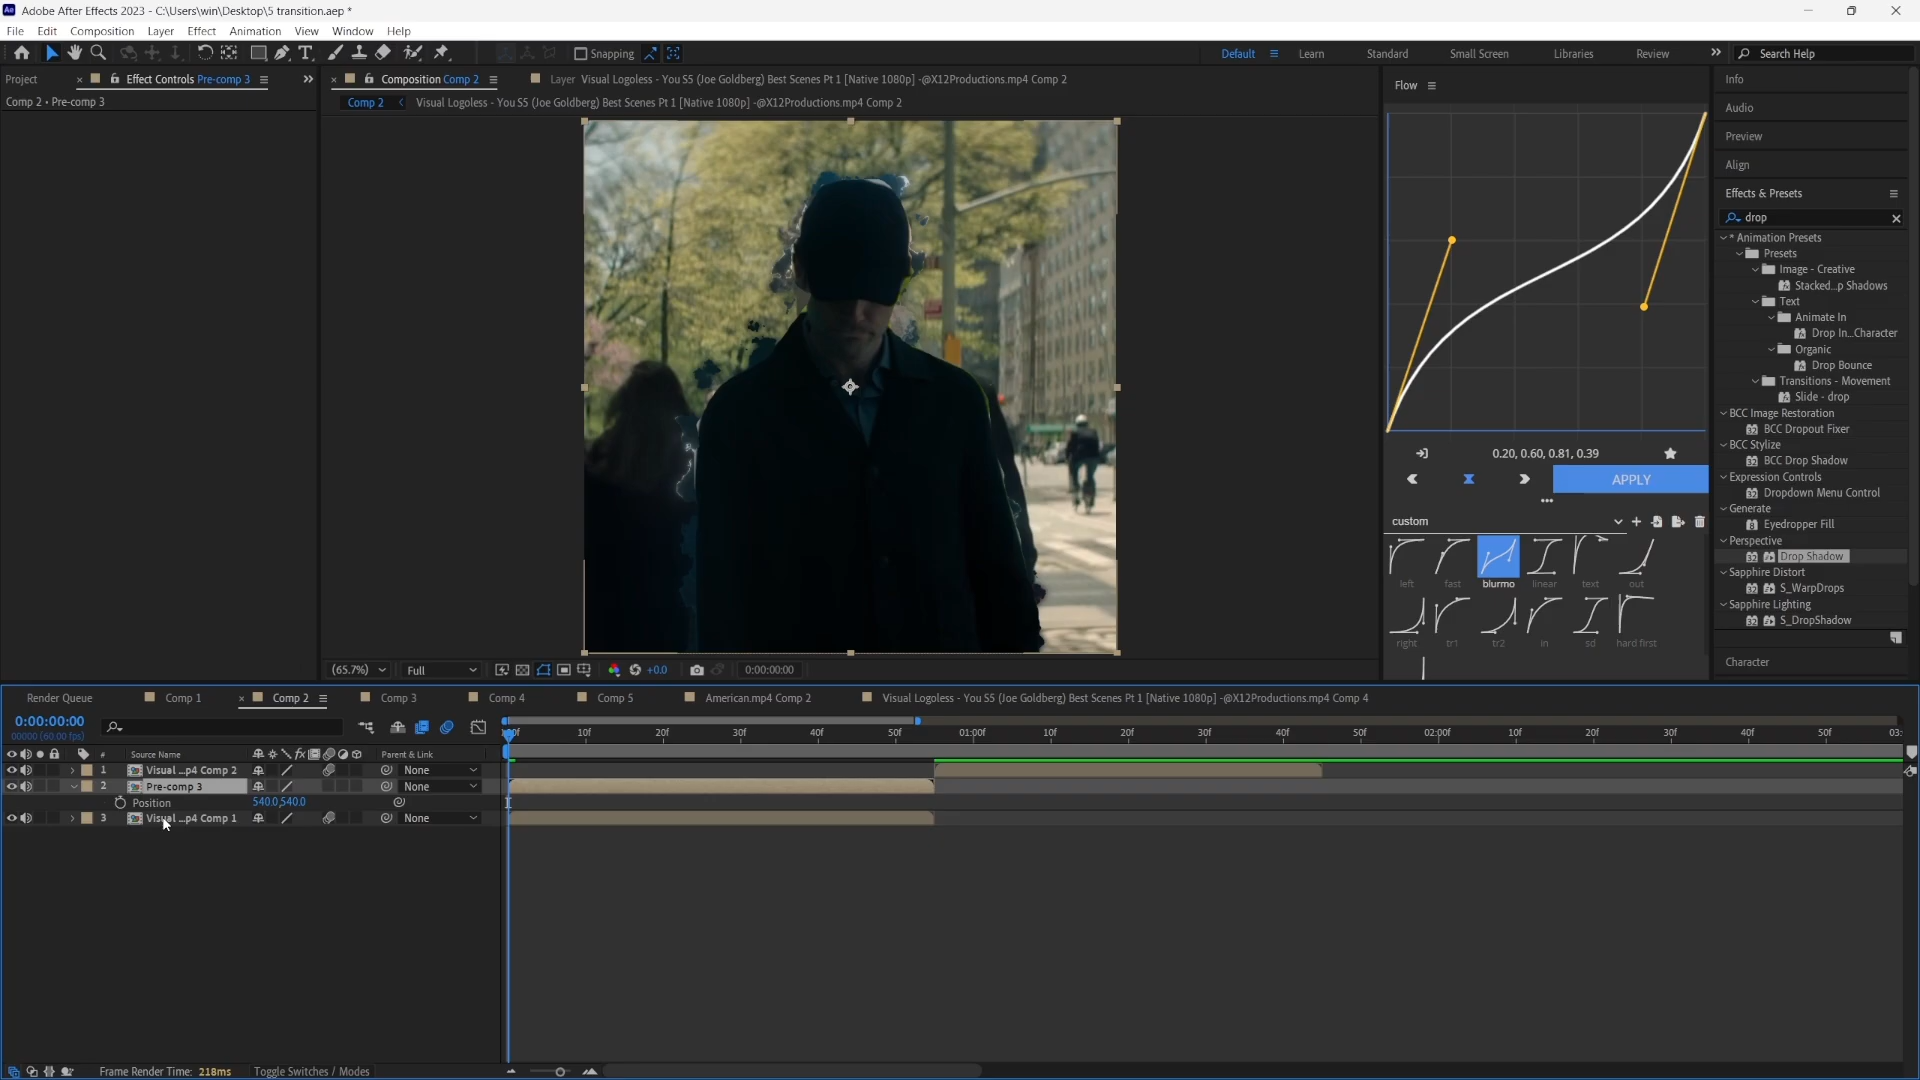 Adobe After Effects 2023 - C:\Users\win\Desktop\5 transition.aep *
File Edit Composition Layer Effect Animation View Window Help
Snapping
Default Learn Standard Small Screen Libraries Review Search Help
Project Effect Controls Pre-comp 3
Comp 2 • Pre-comp 3
Composition Comp 2
Layer Visual Logoless - You S5 (Joe Goldberg) Best Scenes Pt 1 [Native 1080p] -@X12Productions.mp4 Comp 2
Comp 2 Visual Logoless - You S5 (Joe Goldberg) Best Scenes Pt 1 [Native 1080p] -@X12Productions.mp4 Comp 2
(65.7%) Full +0.0 0:00:00:00
Flow
0.20, 0.60, 0.81, 0.39
APPLY
custom
left fast blurmo linear text out
right tr1 tr2 in sd hard first
Info
Audio
Preview
Align
Effects & Presets
drop
* Animation Presets
Presets
Image - Creative
Stacked...p Shadows
Text
Animate In
Drop In...Character
Organic
Drop Bounce
Transitions - Movement
Slide - drop
BCC Image Restoration
BCC Dropout Fixer
BCC Stylize
BCC Drop Shadow
Expression Controls
Dropdown Menu Control
Generate
Eyedropper Fill
Perspective
Drop Shadow
Sapphire Distort
S_WarpDrops
Sapphire Lighting
S_DropShadow
Character
Render Queue Comp 1 Comp 2 Comp 3 Comp 4 Comp 5 American.mp4 Comp 2 Visual Logoless - You S5 (Joe Goldberg) Best Scenes Pt 1 [Native 1080p] -@X12Productions.mp4 Comp 4
0:00:00:00
00000 (60.00 fps)
10f 20f 30f 40f 50f 01:00f 10f 20f 30f 40f 50f 02:00f 10f 20f 30f 40f 50f 03:
# Source Name Parent & Link
1 Visual ...p4 Comp 2 None
2 Pre-comp 3 None
Position 540.0,540.0
3 Visual ...p4 Comp 1 None
Frame Render Time: 218ms Toggle Switches / Modes